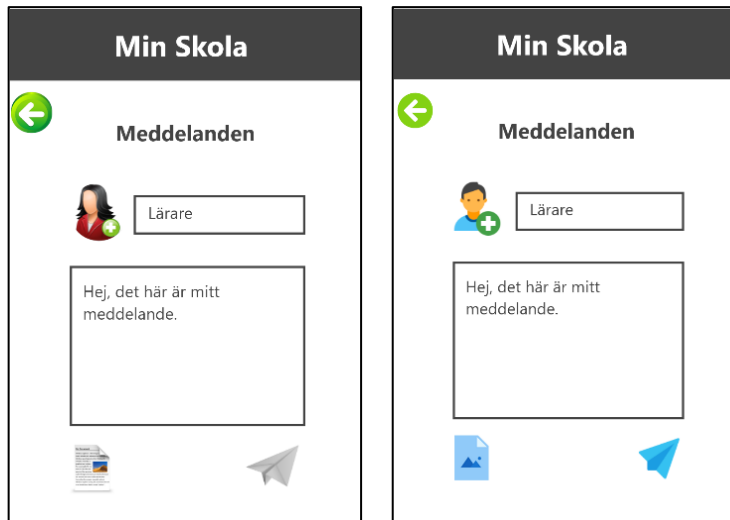 Min Skola
Meddelanden
Lärare
Hej, det här är mitt
meddelande.
Min Skola
Meddelanden
Lärare
Hej, det här är mitt
meddelande.